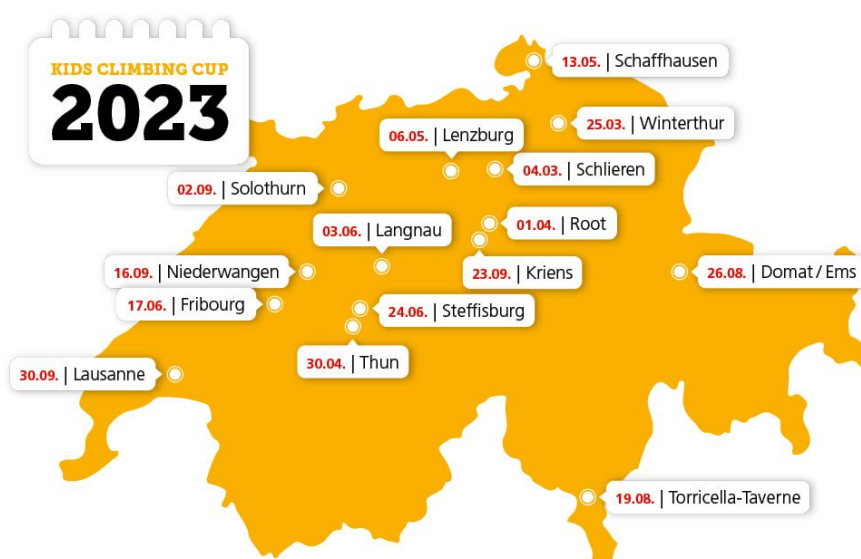 KIDS CLIMBING CUP
2023
13.05. | Schaffhausen
25.03. | Winterthur
06.05. | Lenzburg
04.03. | Schlieren
02.09. | Solothurn
03.06. | Langnau
01.04. | Root
16.09. | Niederwangen
23.09. | Kriens
26.08. | Domat / Ems
17.06. | Fribourg
24.06. | Steffisburg
30.04. | Thun
30.09. | Lausanne
19.08. | Torricella-Taverne